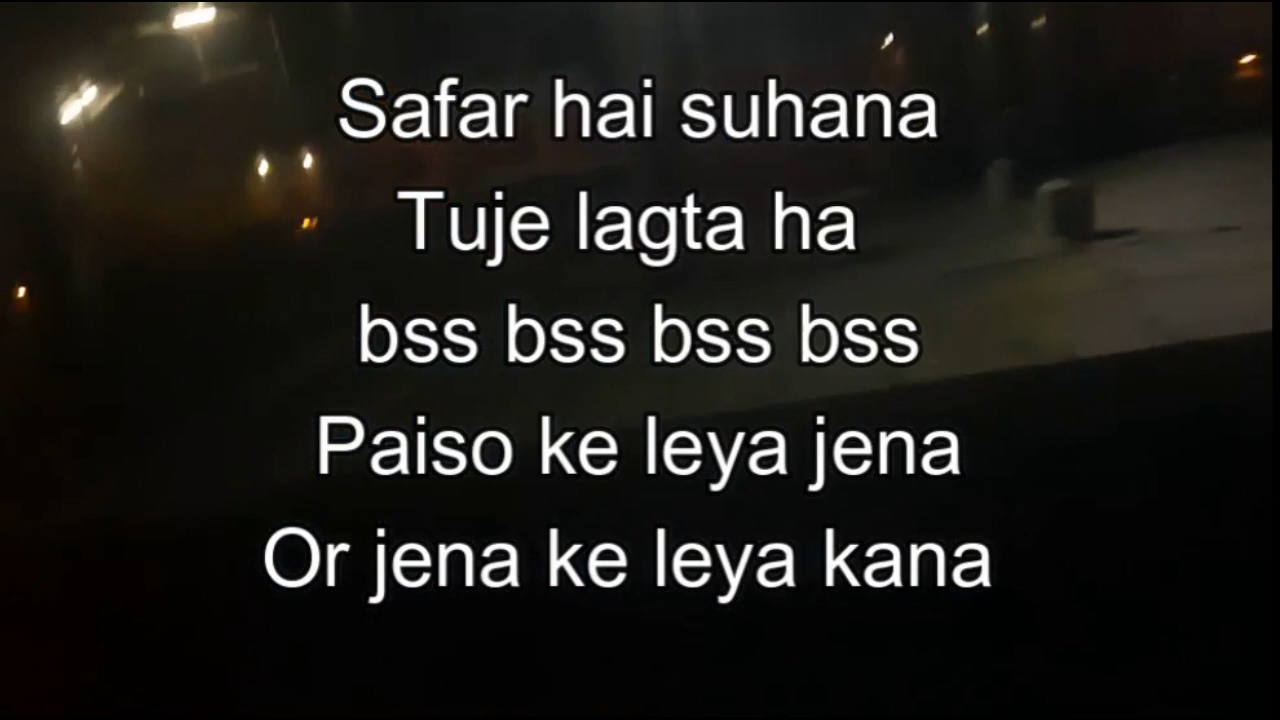 Safar hai suhana
Tuje lagta ha
bss bss bss bss
Paiso ke leya jena
Or jena ke leya kana